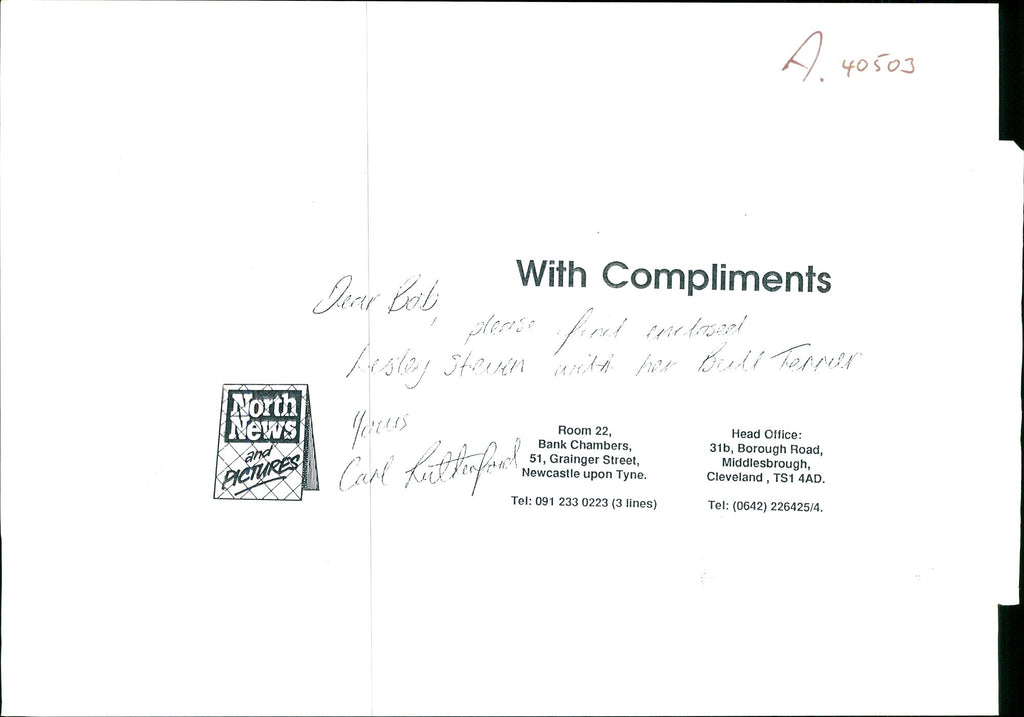 A. 40503
With Compliments
Dear Bob,
please find enclosed
Lesley Steven with her Bull Terrier
Yours
Carl Rutherford
North
News
and
PICTURES
Room 22,
Bank Chambers,
51, Grainger Street,
Newcastle upon Tyne.
Tel: 091 233 0223 (3 lines)
Head Office:
31b, Borough Road,
Middlesbrough,
Cleveland , TS1 4AD.
Tel: (0642) 226425/4.